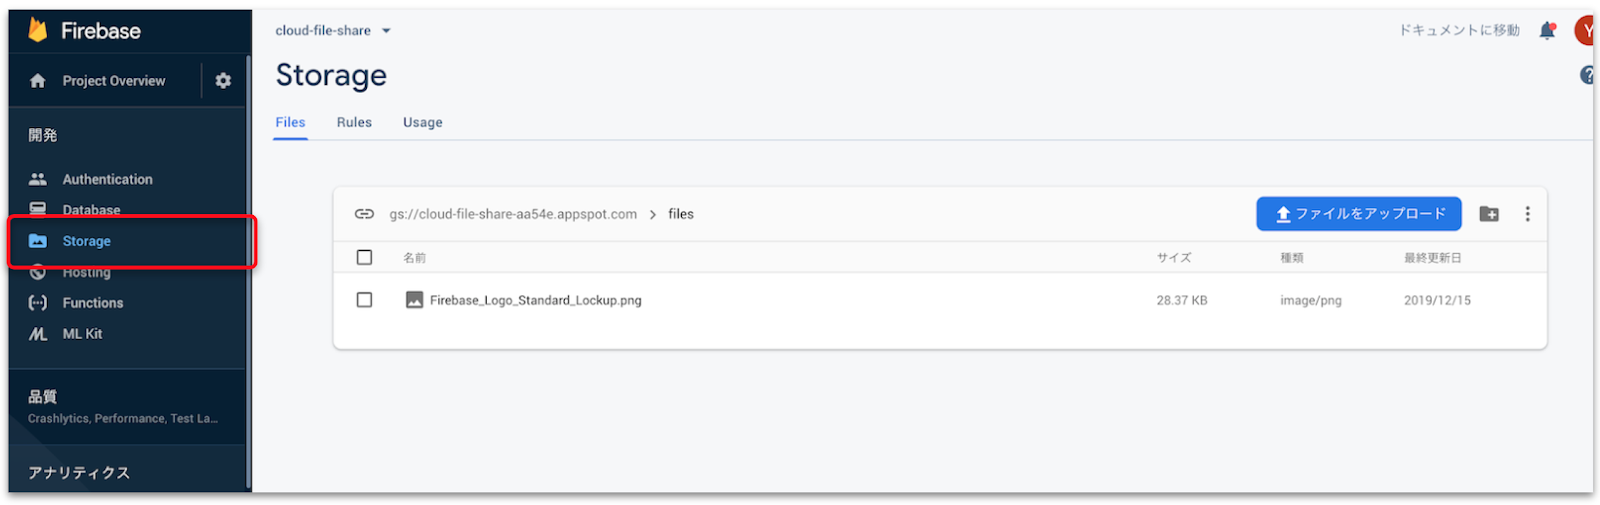 Firebase
Project Overview
開発
Authentication
Database
Storage
Hosting
Functions
ML Kit
品質
Crashlytics, Performance, Test La...
アナリティクス
cloud-file-share
ドキュメントに移動
Y
Storage
?
Files Rules Usage
gs://cloud-file-share-aa54e.appspot.com > files
ファイルをアップロード
名前 サイズ 種類 最終更新日
Firebase_Logo_Standard_Lockup.png 28.37 KB image/png 2019/12/15